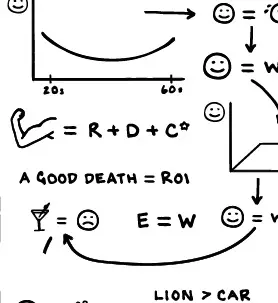 = C
= W
20s 60s
= R + D + C☆
A GOOD DEATH = ROI
= E = W = W
LION > CAR